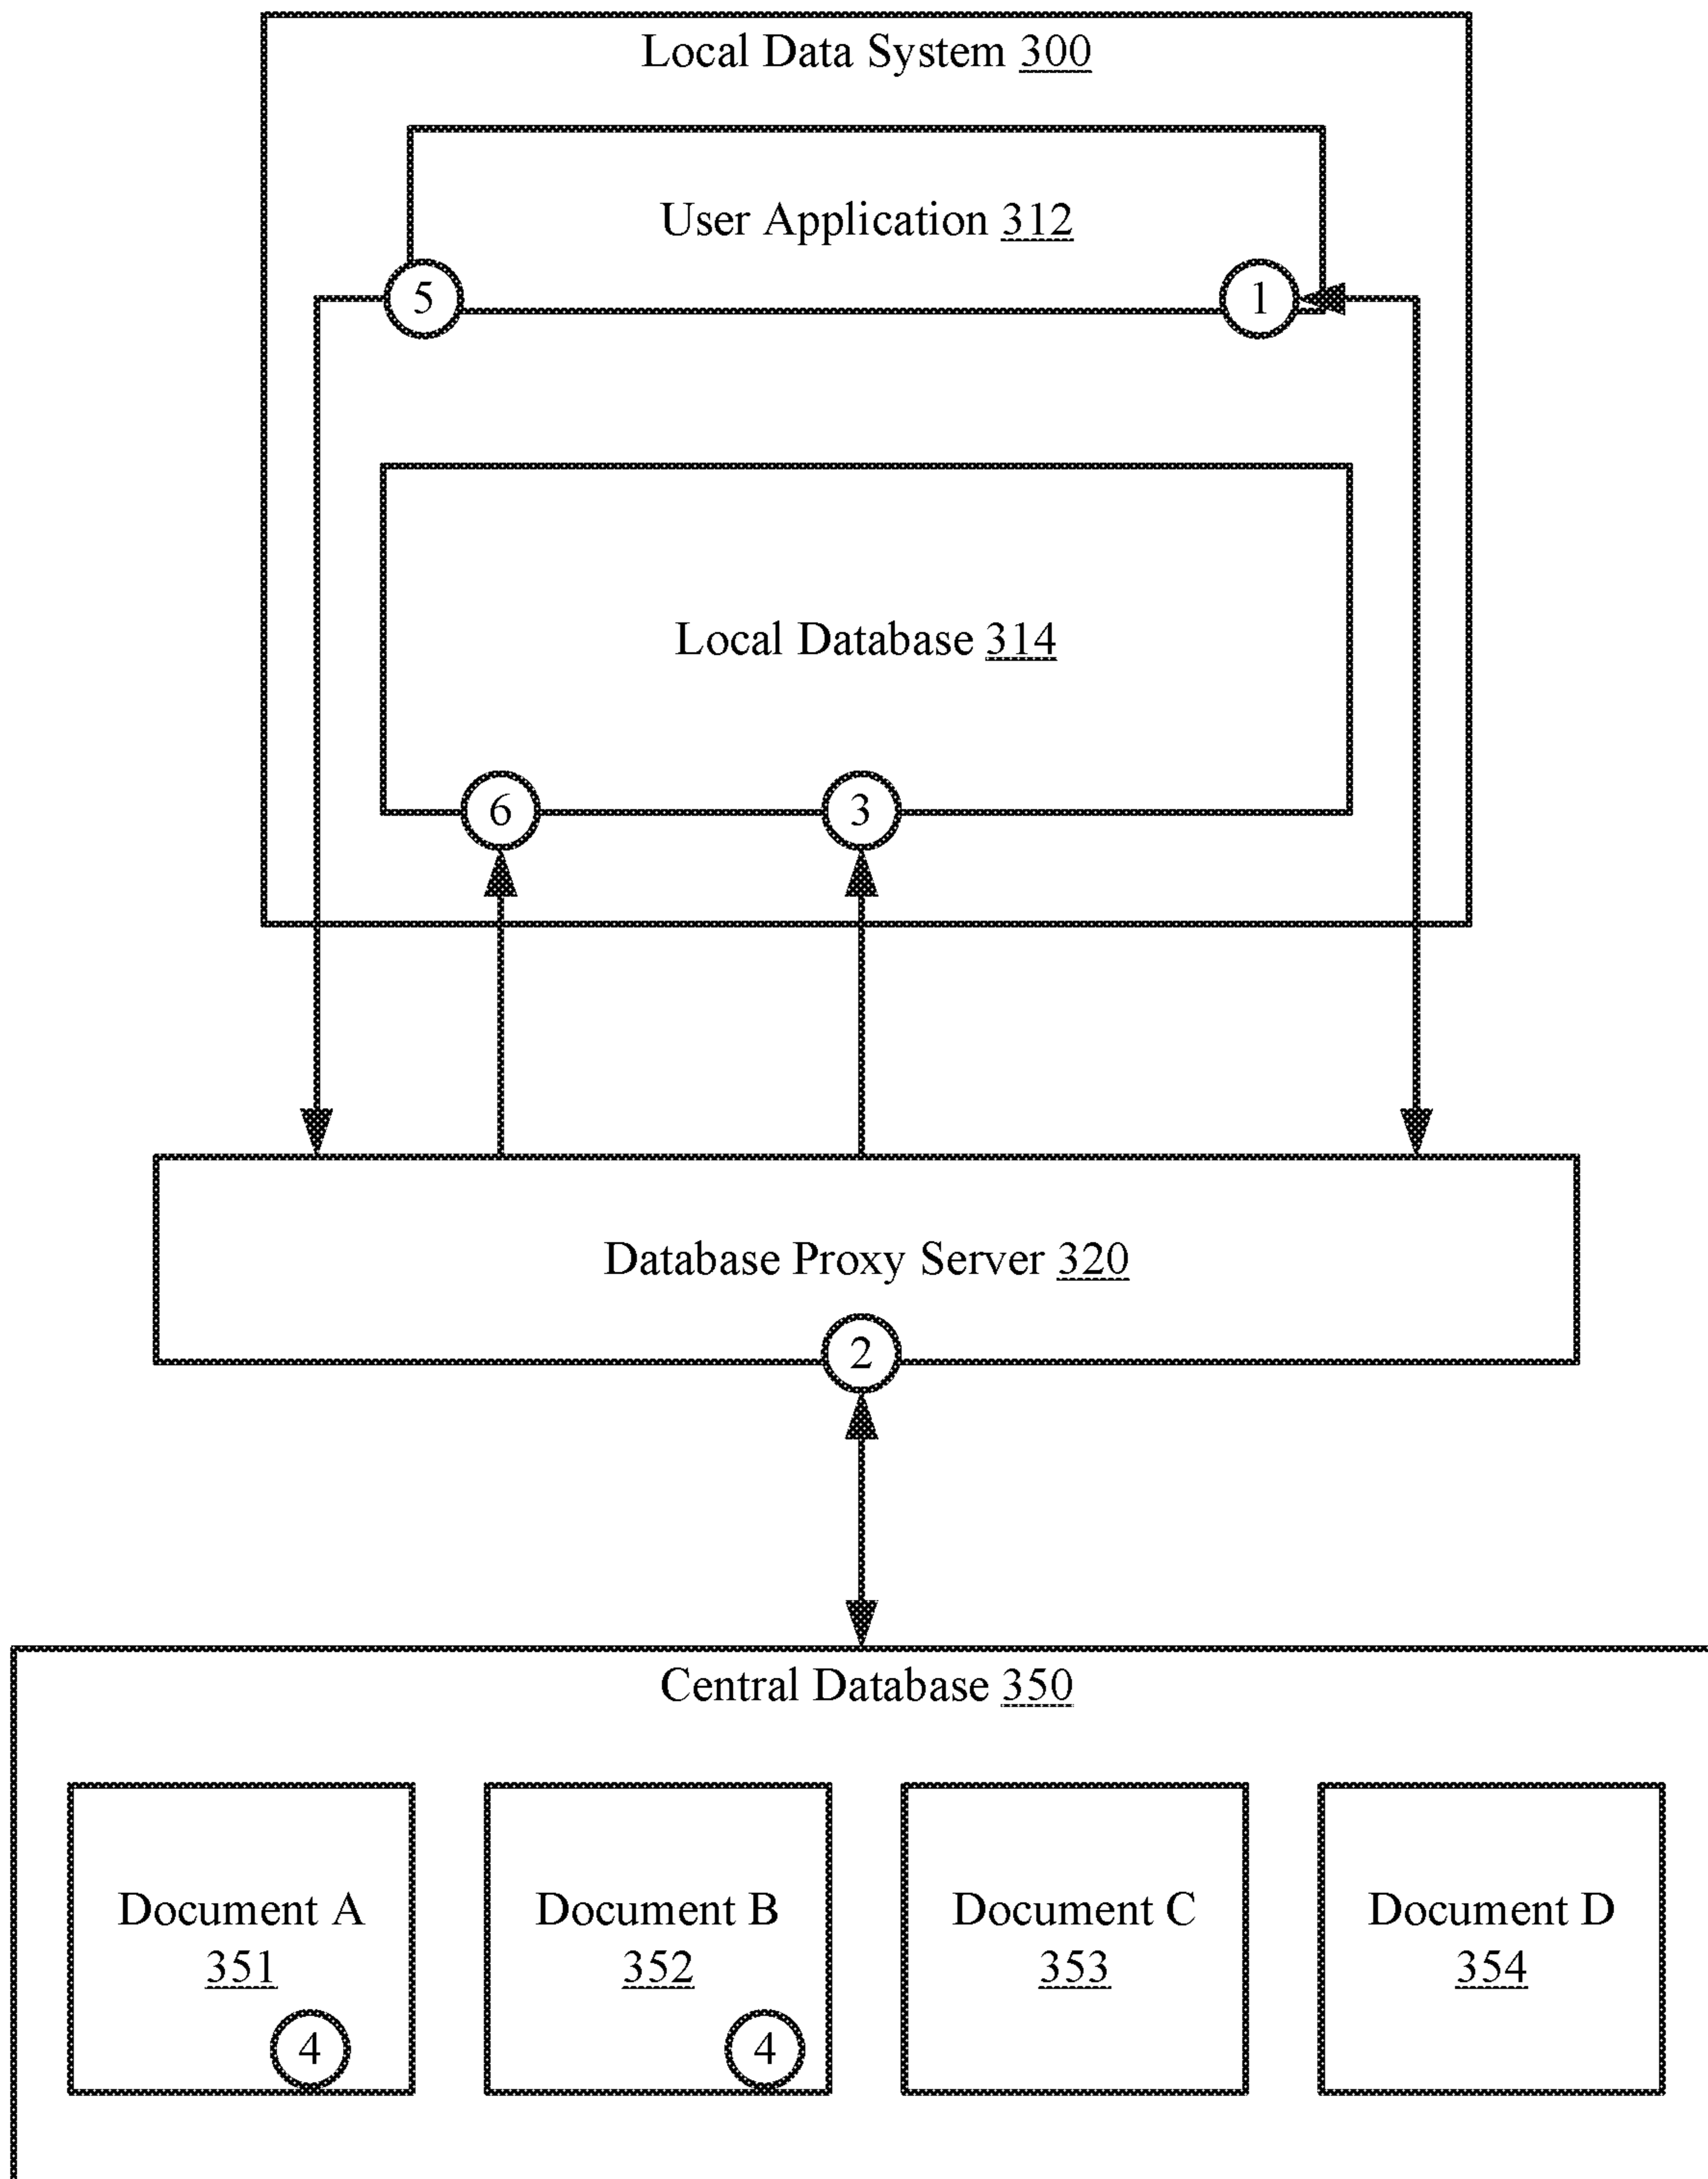 Local Data System 300
User Application 312
5
1
Local Database 314
6
3
Database Proxy Server 320
2
Central Database 350
Document A
351
4
Document B
352
4
Document C
353
Document D
354